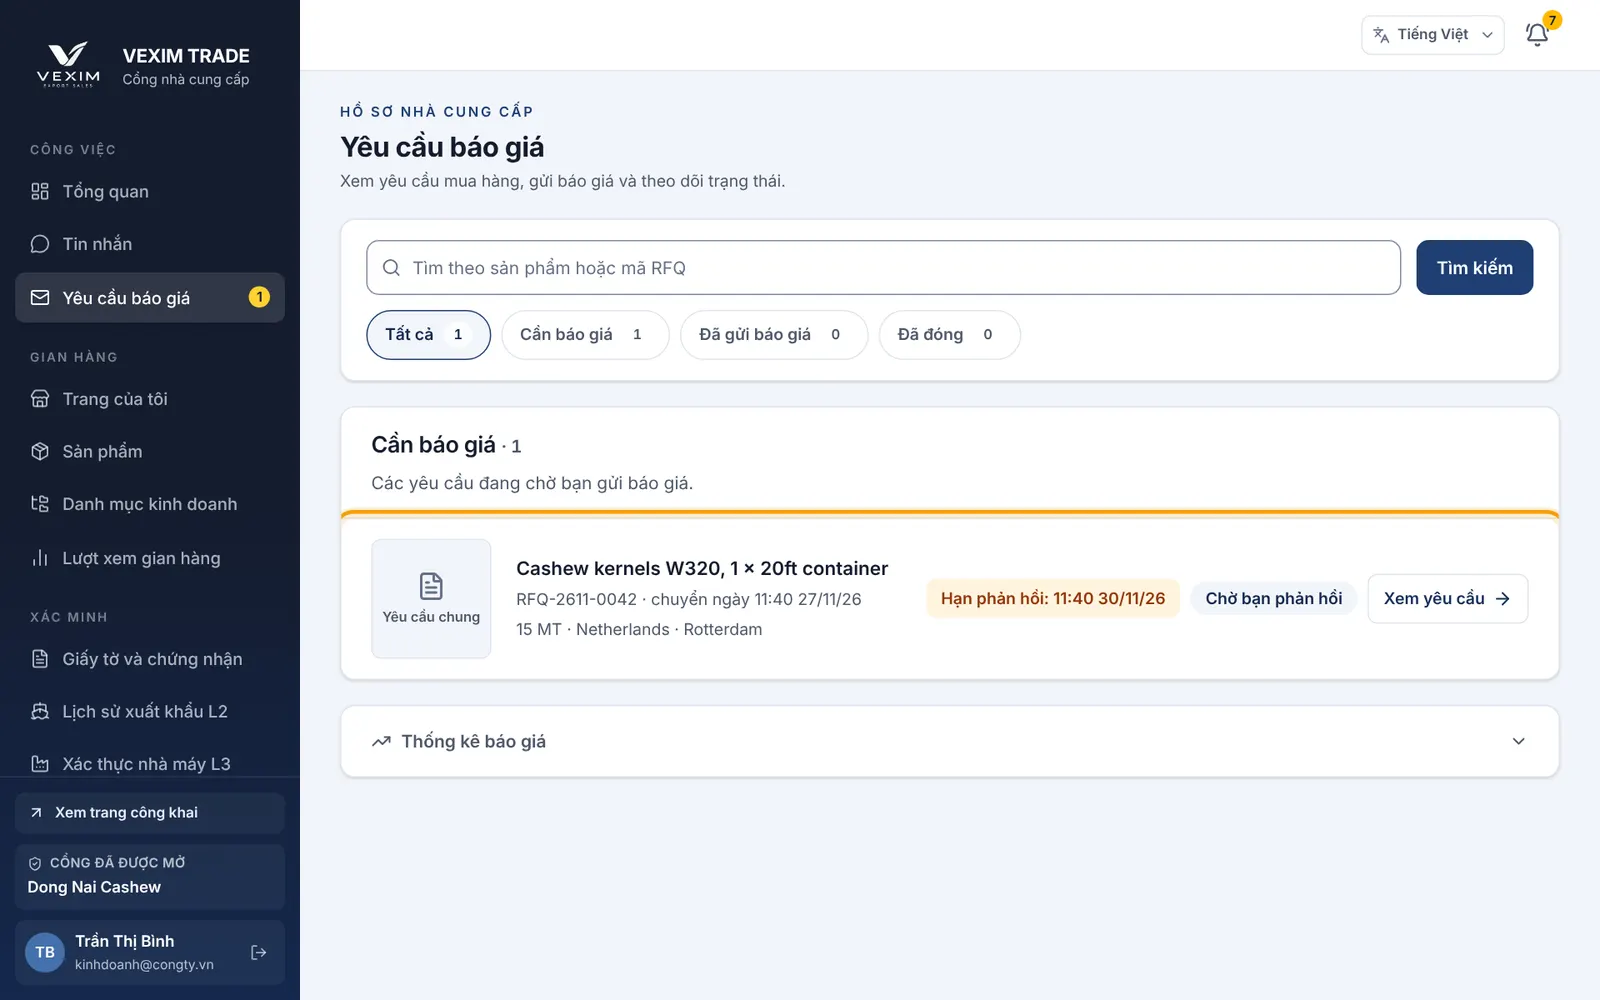 VEXIM
EXPORT SALES
VEXIM TRADE
Cổng nhà cung cấp
CÔNG VIỆC
Tổng quan
Tin nhắn
Yêu cầu báo giá
1
GIAN HÀNG
Trang của tôi
Sản phẩm
Danh mục kinh doanh
Lượt xem gian hàng
XÁC MINH
Giấy tờ và chứng nhận
Lịch sử xuất khẩu L2
Xác thực nhà máy L3
Xem trang công khai
CỔNG ĐÃ ĐƯỢC MỞ
Dong Nai Cashew
TB
Trần Thị Bình
kinhdoanh@congty.vn
Tiếng Việt
7
HỒ SƠ NHÀ CUNG CẤP
Yêu cầu báo giá
Xem yêu cầu mua hàng, gửi báo giá và theo dõi trạng thái.
Tìm theo sản phẩm hoặc mã RFQ
Tìm kiếm
Tất cả 1
Cần báo giá 1
Đã gửi báo giá 0
Đã đóng 0
Cần báo giá · 1
Các yêu cầu đang chờ bạn gửi báo giá.
Yêu cầu chung
Cashew kernels W320, 1 × 20ft container
RFQ-2611-0042 · chuyển ngày 11:40 27/11/26
15 MT · Netherlands · Rotterdam
Hạn phản hồi: 11:40 30/11/26
Chờ bạn phản hồi
Xem yêu cầu
Thống kê báo giá